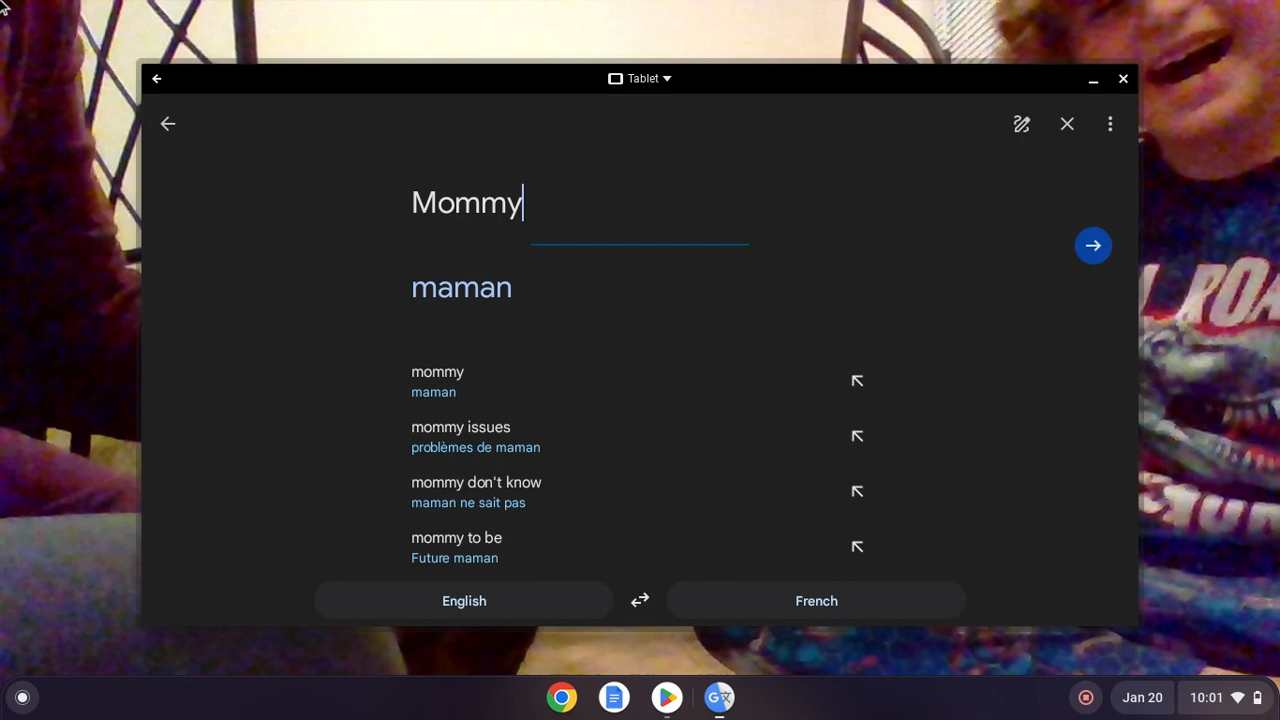 Tablet
Mommy
maman
mommy
maman
mommy issues
problèmes de maman
mommy don't know
maman ne sait pas
mommy to be
Future maman
English
French
ROA
Jan 20
10:01